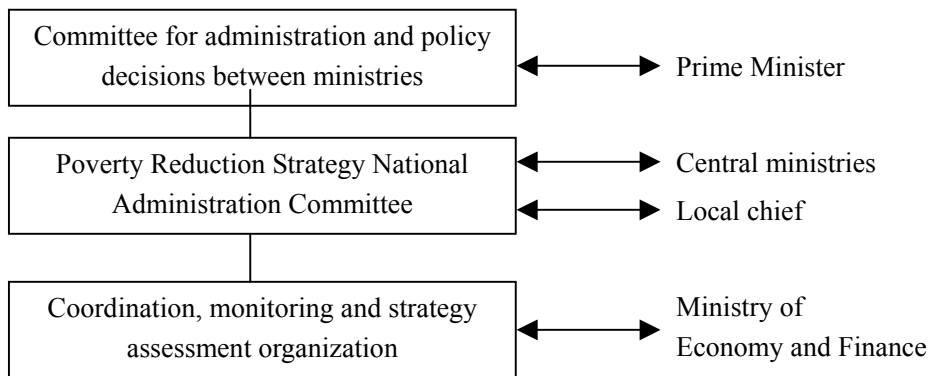 Committee for administration and policy
decisions between ministries
Prime Minister
Poverty Reduction Strategy National
Administration Committee
Central ministries
Local chief
Coordination, monitoring and strategy
assessment organization
Ministry of
Economy and Finance